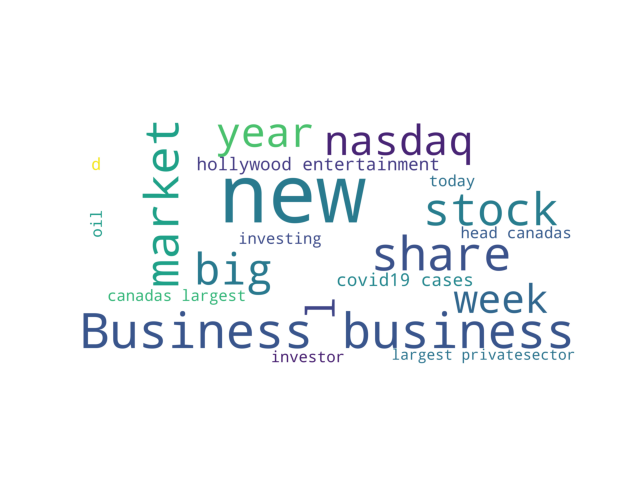 year
nasdaq
market
d
hollywood entertainment
new
today
stock
oil
head canadas
investing
share
big
covid19 cases
canadas largest
week
l
Business business
investor
largest privatesector